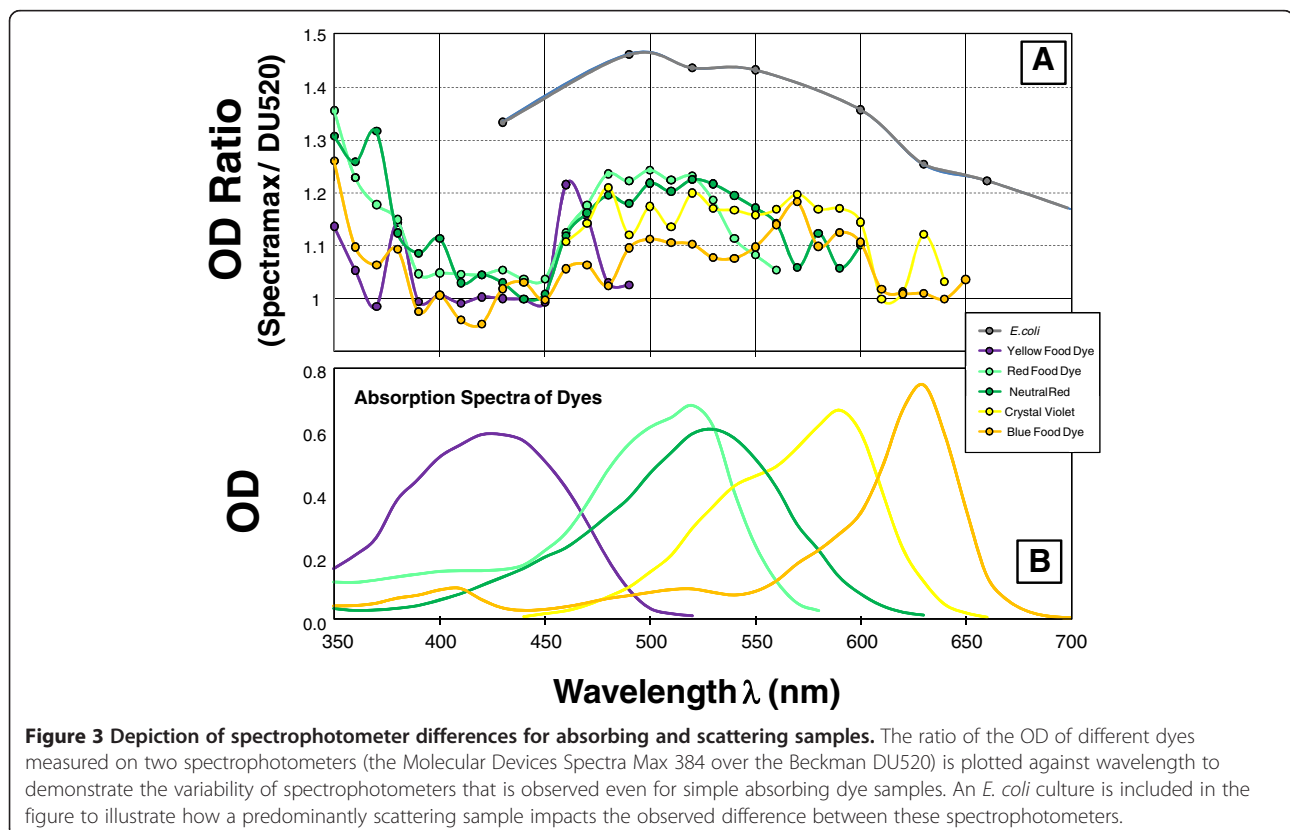 A
OD Ratio
(Spectramax/ DU520)
1.5
1.4
1.3
1.2
1.1
1
E.coli
Yellow Food Dye
Red Food Dye
Neutral Red
Crystal Violet
Blue Food Dye
Absorption Spectra of Dyes
B
OD
0.8
0.6
0.4
0.2
0.0
350 400 450 500 550 600 650 700
Wavelength λ (nm)
Figure 3 Depiction of spectrophotometer differences for absorbing and scattering samples. The ratio of the OD of different dyes
measured on two spectrophotometers (the Molecular Devices Spectra Max 384 over the Beckman DU520) is plotted against wavelength to
demonstrate the variability of spectrophotometers that is observed even for simple absorbing dye samples. An E. coli culture is included in the
figure to illustrate how a predominantly scattering sample impacts the observed difference between these spectrophotometers.